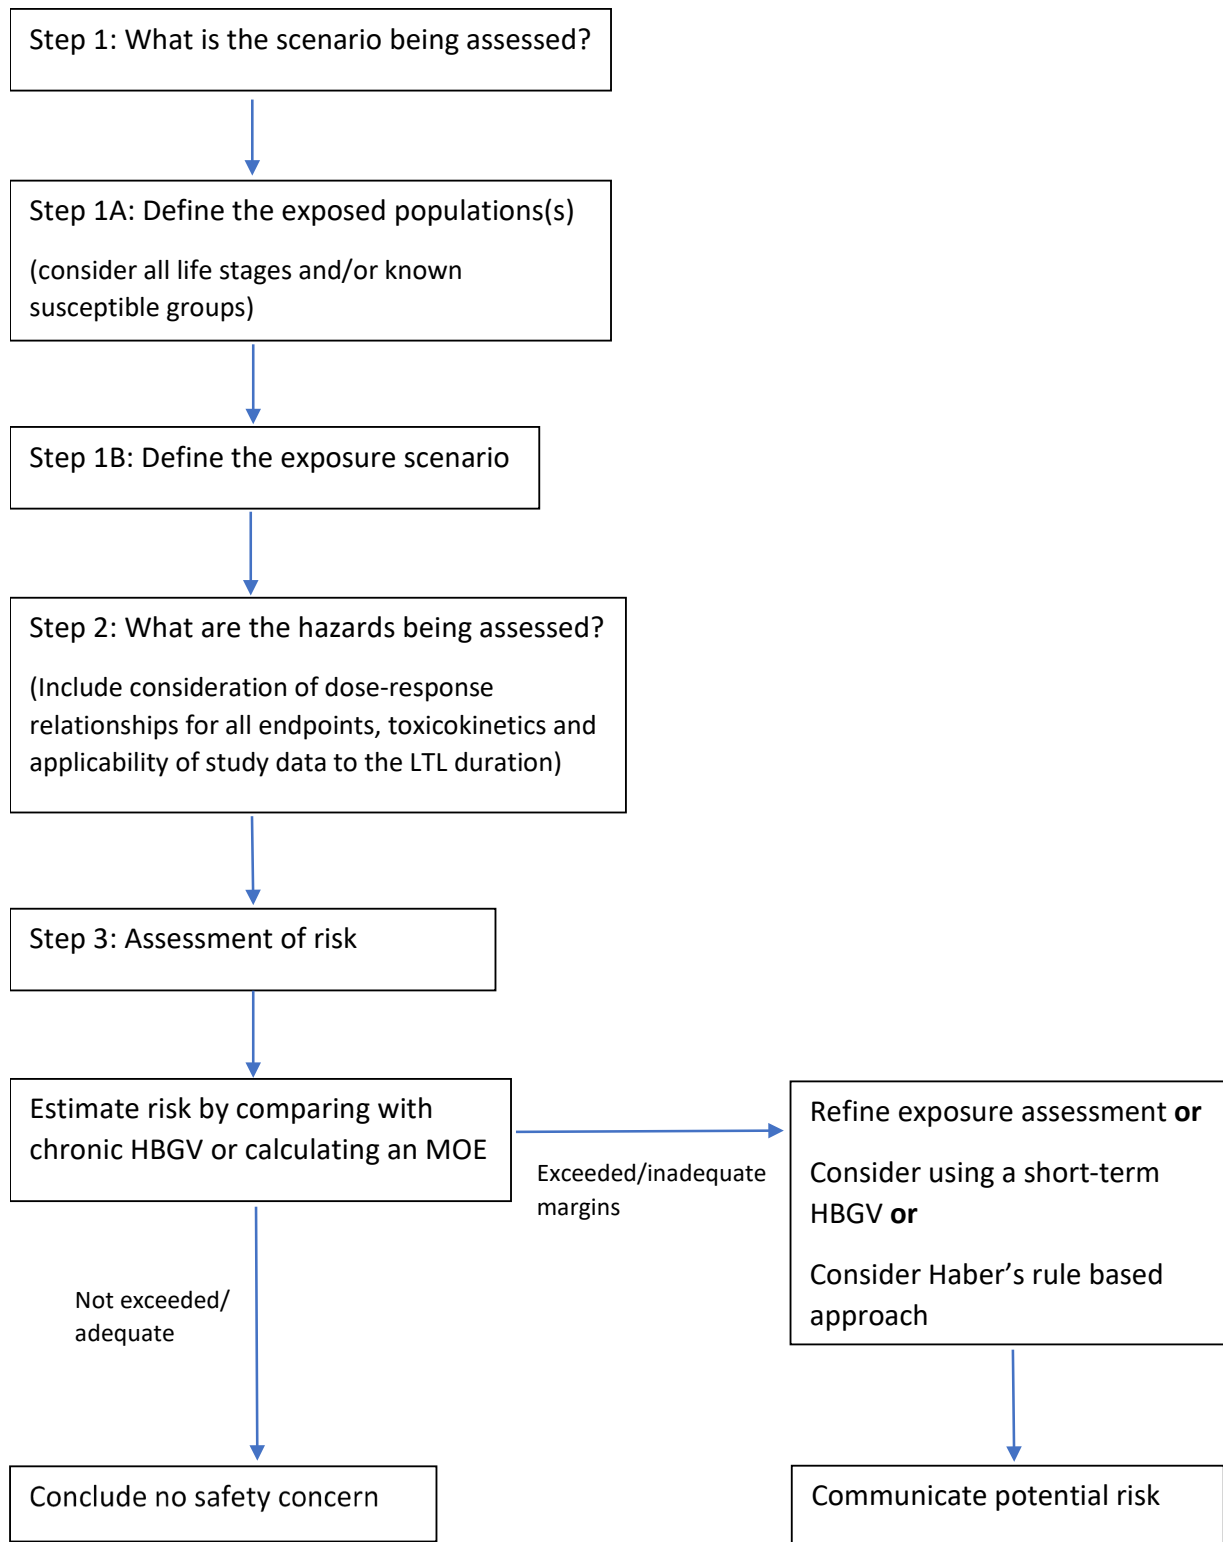 Step 1: What is the scenario being assessed?
Step 1A: Define the exposed populations(s)
(consider all life stages and/or known
susceptible groups)
Step 1B: Define the exposure scenario
Step 2: What are the hazards being assessed?
(Include consideration of dose-response
relationships for all endpoints, toxicokinetics and
applicability of study data to the LTL duration)
Step 3: Assessment of risk
Estimate risk by comparing with
chronic HBGV or calculating an MOE
Exceeded/inadequate
margins
Refine exposure assessment or
Consider using a short-term
HBGV or
Consider Haber’s rule based
approach
Not exceeded/
adequate
Conclude no safety concern
Communicate potential risk